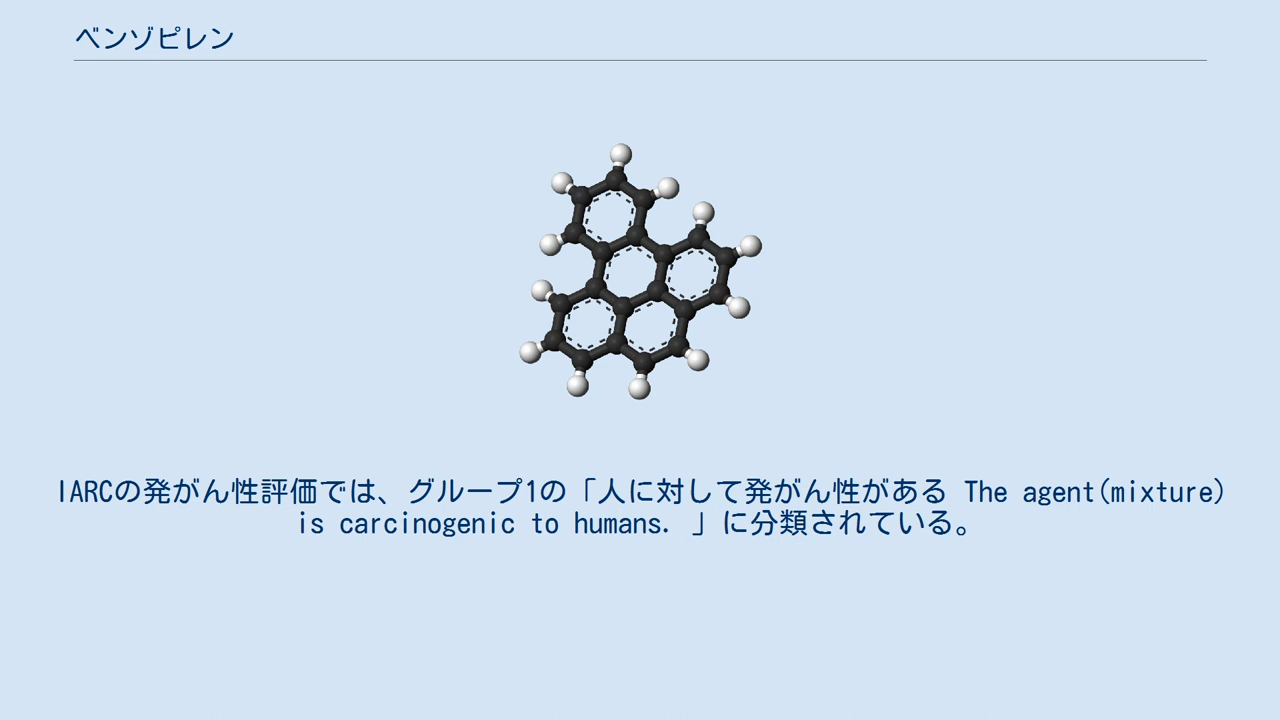 ベンゾピレン
IARCの発がん性評価では、グループ1の「人に対して発がん性がある The agent(mixture)
is carcinogenic to humans. 」に分類されている。